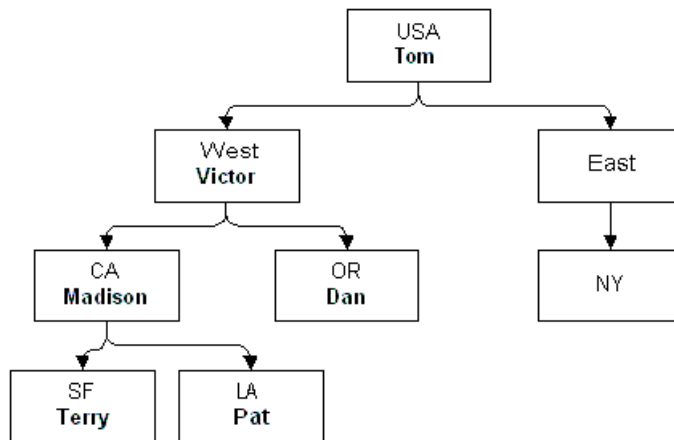 USA
Tom
West
Victor
East
CA
Madison
OR
Dan
NY
SF
Terry
LA
Pat